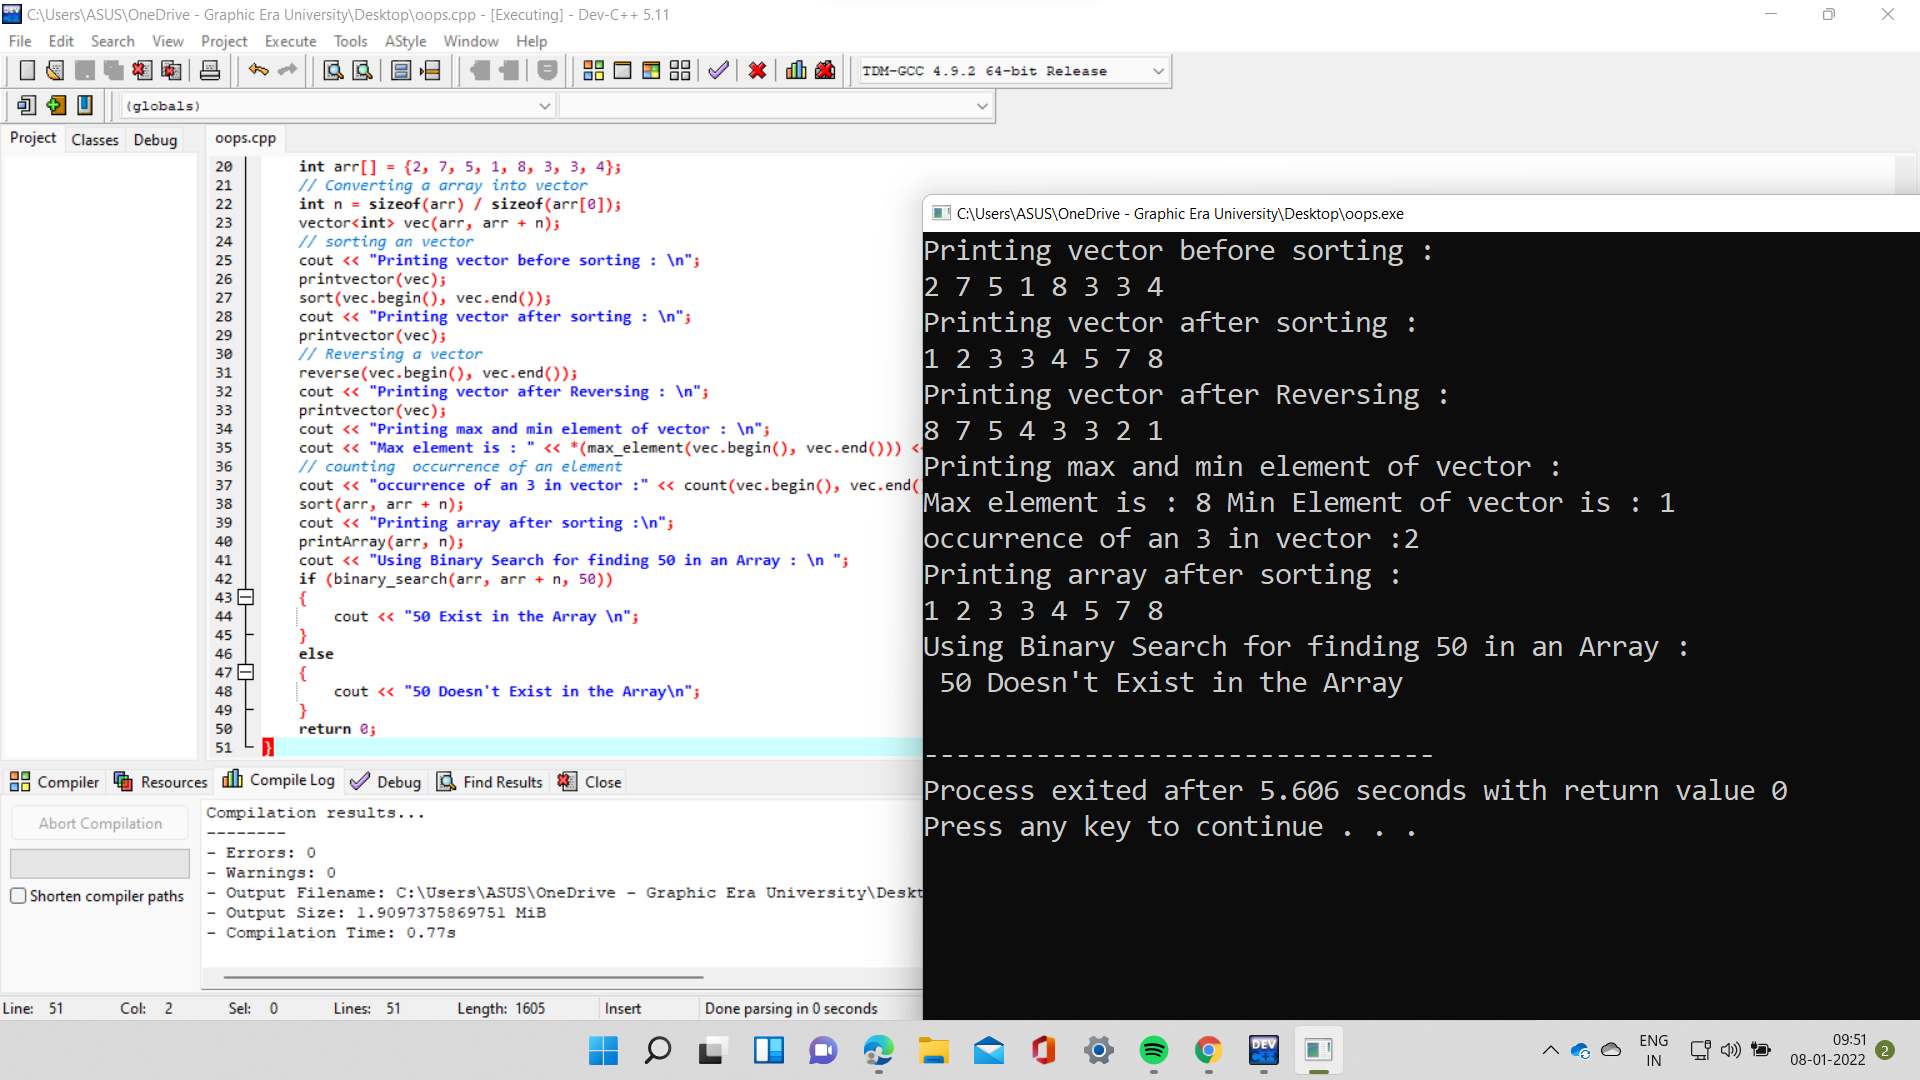 C:\Users\ASUS\OneDrive - Graphic Era University\Desktop\oops.cpp - [Executing] - Dev-C++ 5.11
File Edit Search View Project Execute Tools AStyle Window Help
TDM-GCC 4.9.2 64-bit Release
(globals)
Project Classes Debug
oops.cpp
20 int arr[] = {2, 7, 5, 1, 8, 3, 3, 4};
21 // Converting a array into vector
22 int n = sizeof(arr) / sizeof(arr[0]);
23 vector<int> vec(arr, arr + n);
24 // sorting an vector
25 cout << "Printing vector before sorting : \n";
26 printvector(vec);
27 sort(vec.begin(), vec.end());
28 cout << "Printing vector after sorting : \n";
29 printvector(vec);
30 // Reversing a vector
31 reverse(vec.begin(), vec.end());
32 cout << "Printing vector after Reversing : \n";
33 printvector(vec);
34 cout << "Printing max and min element of vector : \n";
35 cout << "Max element is : " << *(max_element(vec.begin(), vec.end())) <
36 // counting  occurrence of an element
37 cout << "occurrence of an 3 in vector :" << count(vec.begin(), vec.end(
38 sort(arr, arr + n);
39 cout << "Printing array after sorting :\n";
40 printArray(arr, n);
41 cout << "Using Binary Search for finding 50 in an Array : \n ";
42 if (binary_search(arr, arr + n, 50))
43 {
44 cout << "50 Exist in the Array \n";
45 }
46 else
47 {
48 cout << "50 Doesn't Exist in the Array\n";
49 }
50 return 0;
51 }
C:\Users\ASUS\OneDrive - Graphic Era University\Desktop\oops.exe
Printing vector before sorting :
2 7 5 1 8 3 3 4
Printing vector after sorting :
1 2 3 3 4 5 7 8
Printing vector after Reversing :
8 7 5 4 3 3 2 1
Printing max and min element of vector :
Max element is : 8 Min Element of vector is : 1
occurrence of an 3 in vector :2
Printing array after sorting :
1 2 3 3 4 5 7 8
Using Binary Search for finding 50 in an Array :
 50 Doesn't Exist in the Array
--------------------------------
Process exited after 5.606 seconds with return value 0
Press any key to continue . . .
Compiler Resources Compile Log Debug Find Results Close
Abort Compilation
Shorten compiler paths
Compilation results...
--------
- Errors: 0
- Warnings: 0
- Output Filename: C:\Users\ASUS\OneDrive - Graphic Era University\Deskt
- Output Size: 1.9097375869751 MiB
- Compilation Time: 0.77s
Line: 51 Col: 2 Sel: 0 Lines: 51 Length: 1605 Insert Done parsing in 0 seconds
DEV C++
ENG
IN
09:51
08-01-2022
2